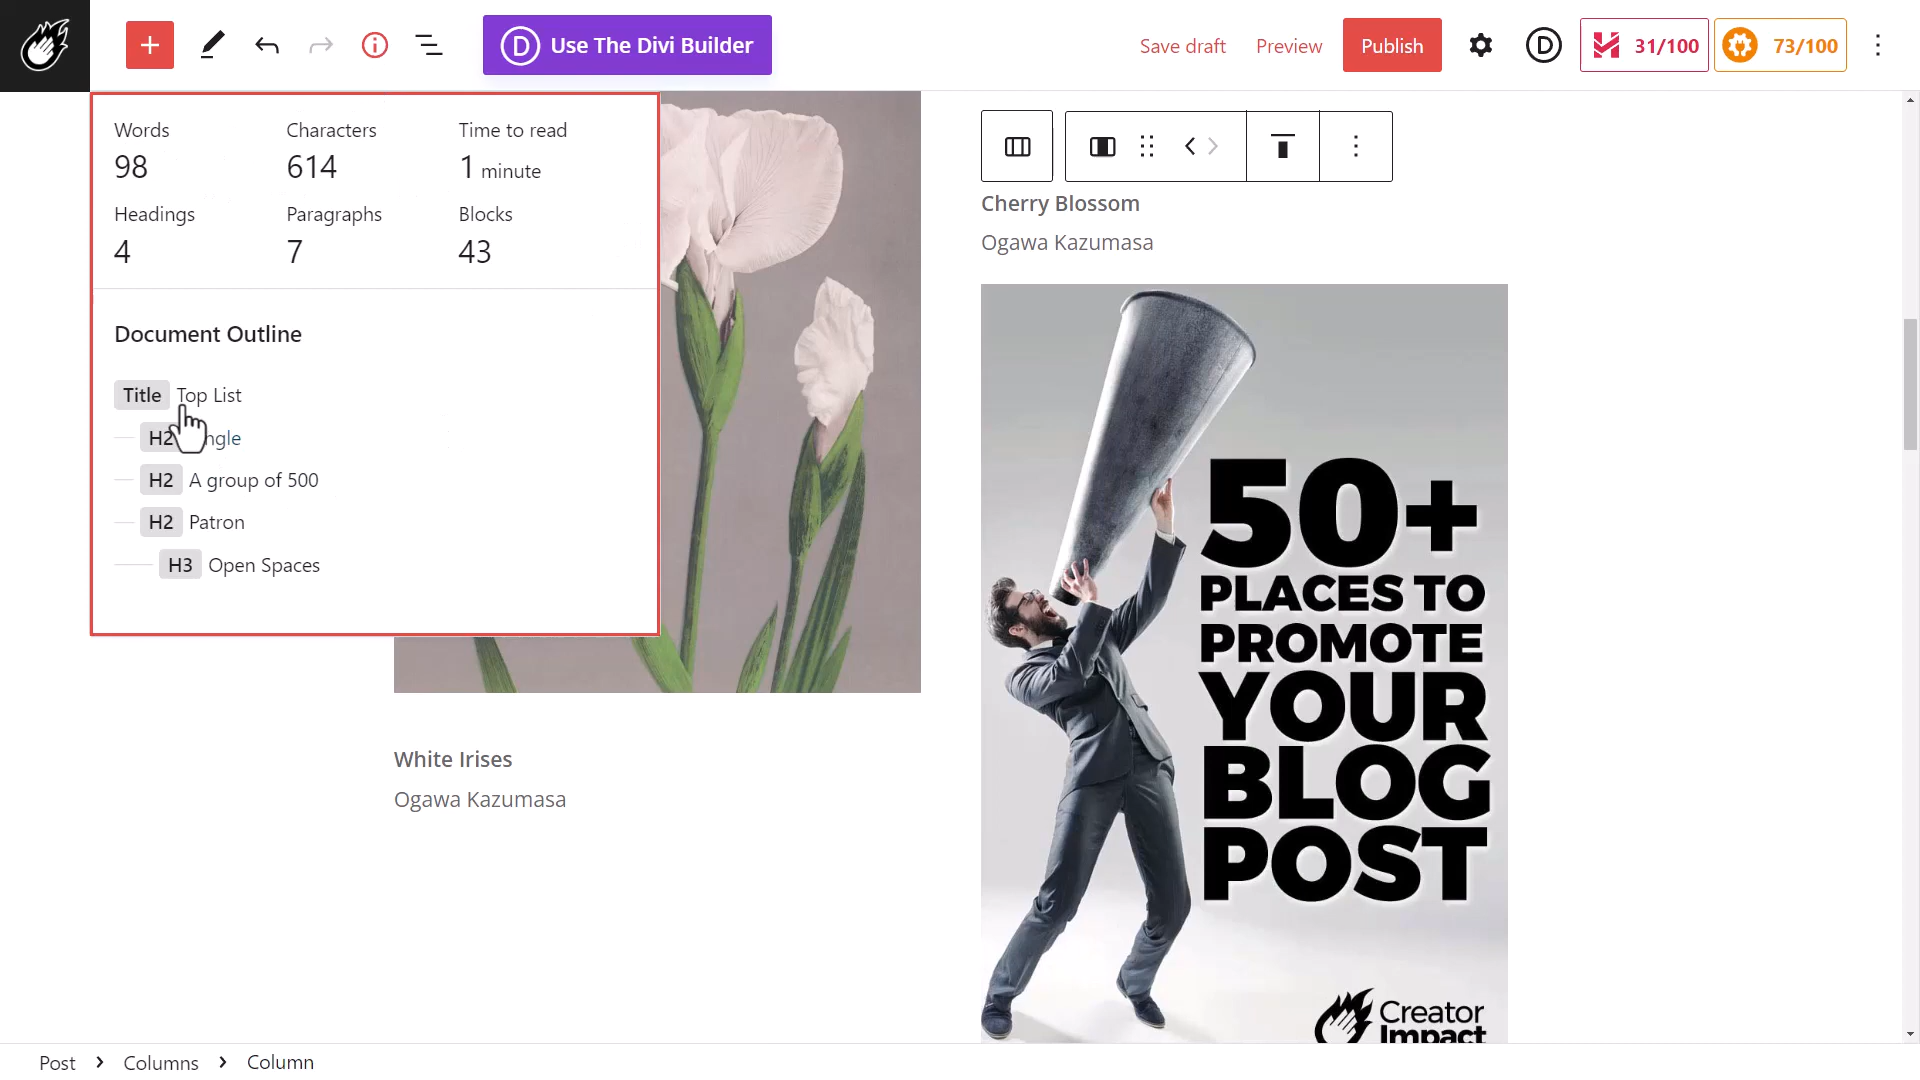 Use The Divi Builder
Save draft
Preview
Publish
31/100
73/100
Words
98
Characters
614
Time to read
1 minute
Headings
4
Paragraphs
7
Blocks
43
Document Outline
Title Top List
H2
H2 A group of 500
H2 Patron
H3 Open Spaces
White Irises
Ogawa Kazumasa
Cherry Blossom
Ogawa Kazumasa
50+
PLACES TO
PROMOTE
YOUR
BLOG
POST
Creator
Impact
Post > Columns > Column